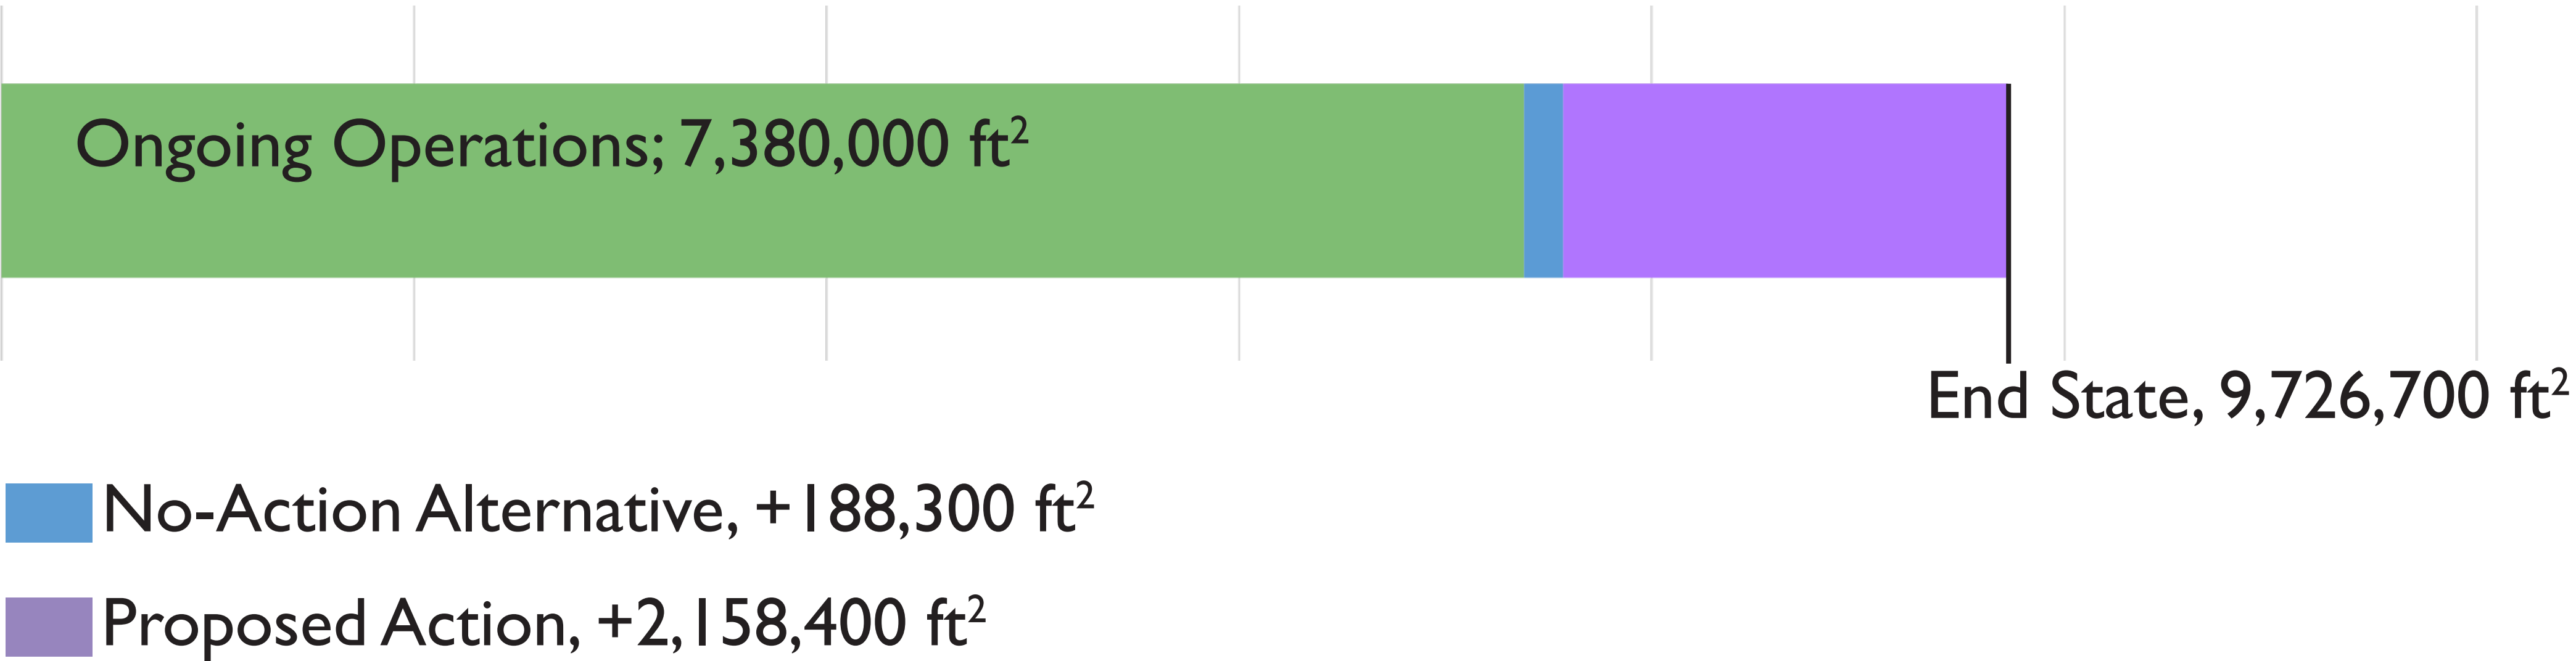 Ongoing Operations; 7,380,000 ft²
End State, 9,726,700 ft²
No-Action Alternative, +188,300 ft²
Proposed Action, +2,158,400 ft²